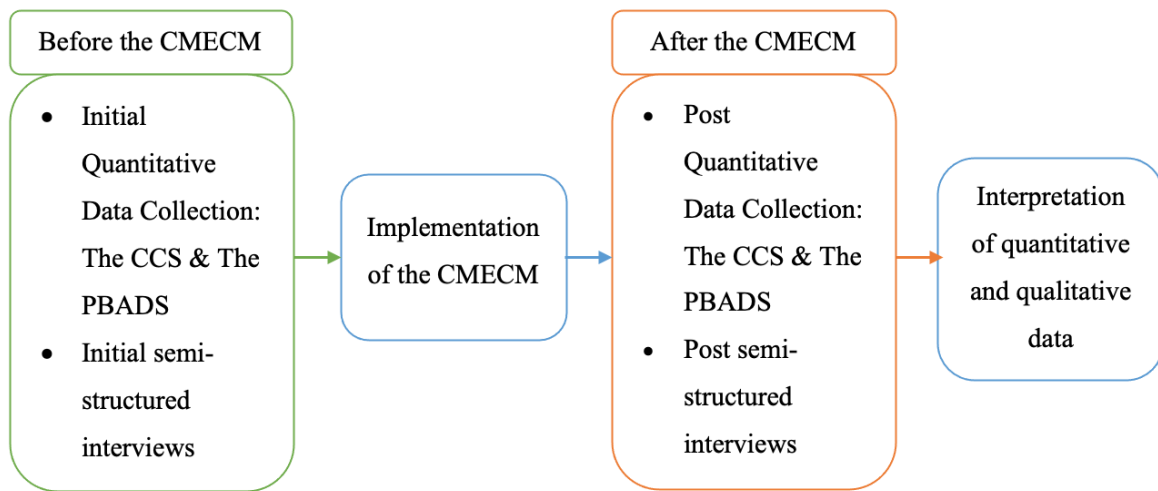 Before the CMECM
• Initial
Quantitative
Data Collection:
The CCS & The
PBADS
• Initial semi-
structured
interviews
Implementation
of the CMECM
After the CMECM
• Post
Quantitative
Data Collection:
The CCS & The
PBADS
• Post semi-
structured
interviews
Interpretation
of quantitative
and qualitative
data